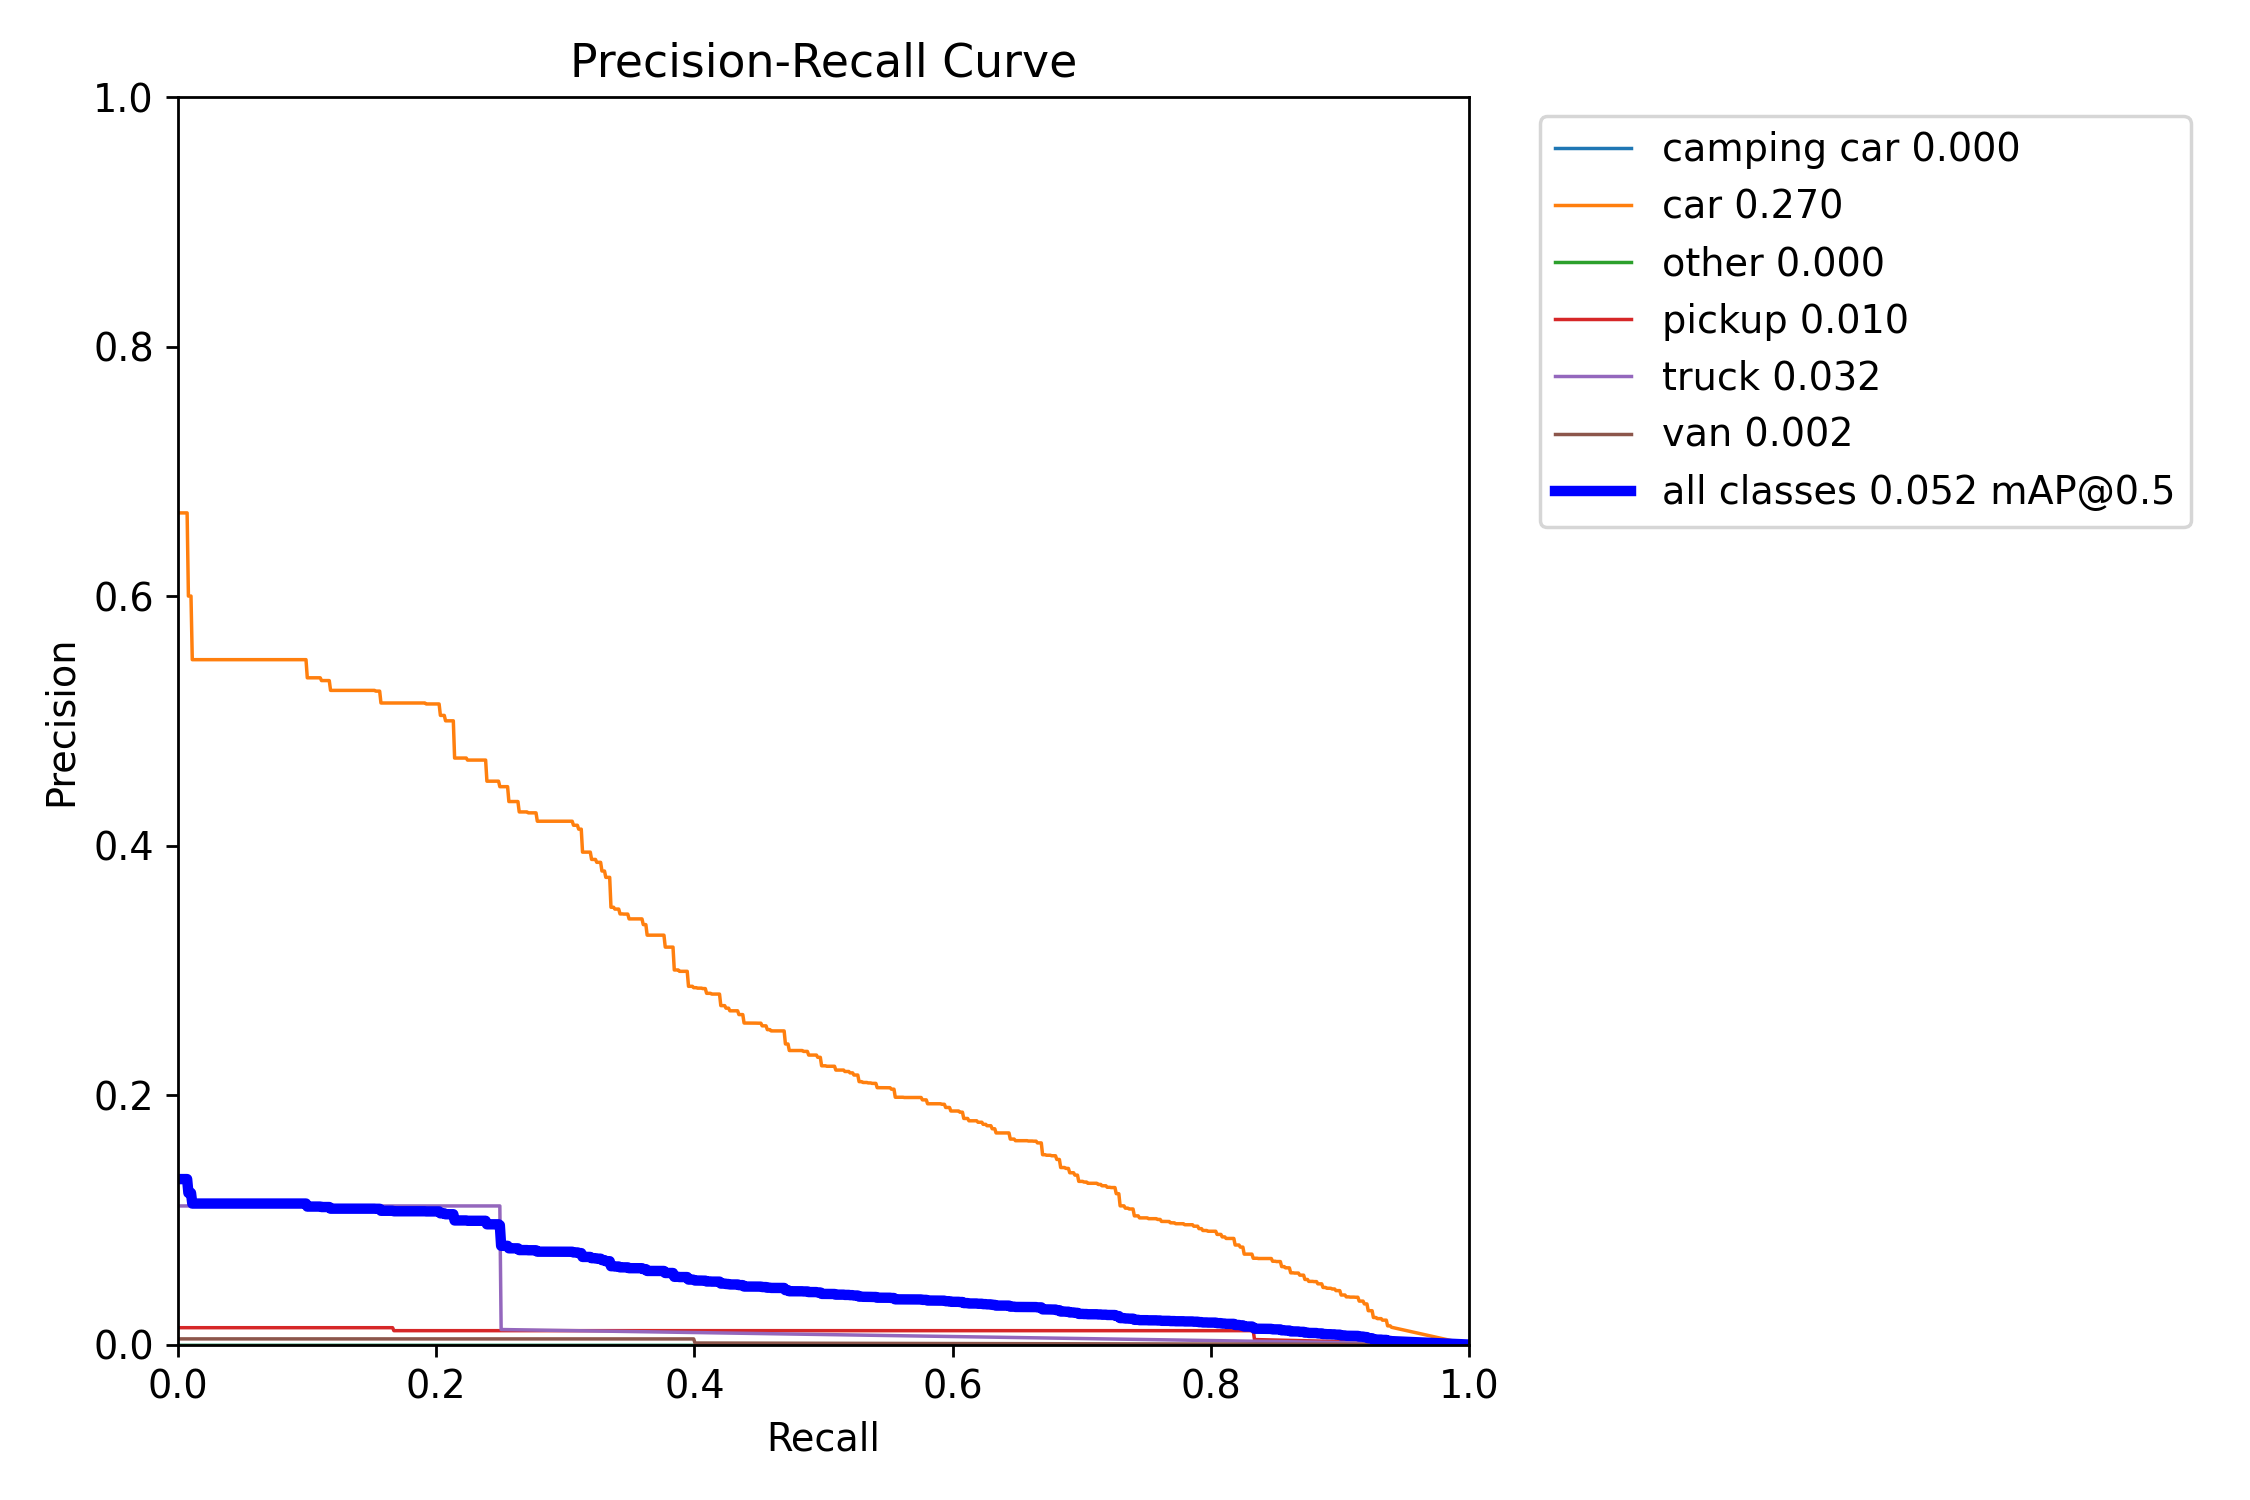 Precision-Recall Curve
1.0
0.8
0.6
0.4
0.2
0.0
Precision
0.0 0.2 0.4 0.6 0.8 1.0
Recall
camping car 0.000
car 0.270
other 0.000
pickup 0.010
truck 0.032
van 0.002
all classes 0.052 mAP@0.5